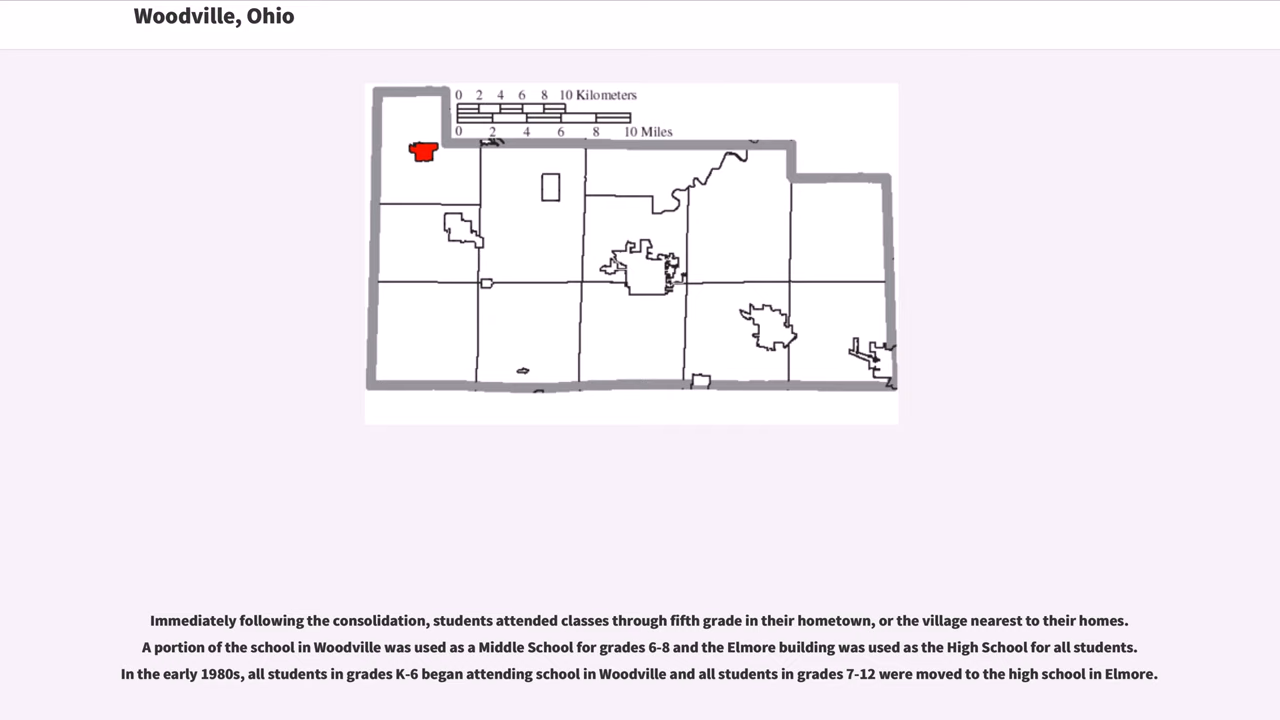 Woodville, Ohio
0 2 4 6 8 10 Kilometers
0 2 4 6 8 10 Miles
Immediately following the consolidation, students attended classes through fifth grade in their hometown, or the village nearest to their homes.
A portion of the school in Woodville was used as a Middle School for grades 6-8 and the Elmore building was used as the High School for all students.
In the early 1980s, all students in grades K-6 began attending school in Woodville and all students in grades 7-12 were moved to the high school in Elmore.